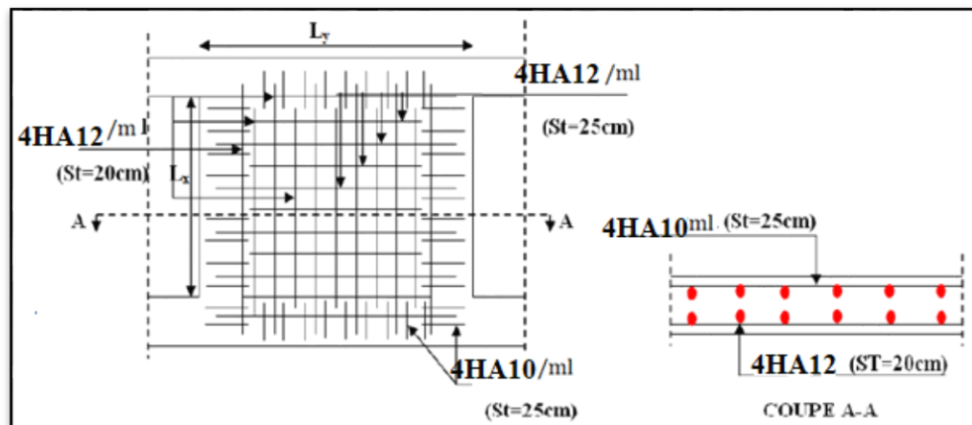 Ly
4HA12 /ml
(St=25cm)
4HA12/ml
(St=20cm)
Lx
A
A
4HA10/ml
(St=25cm)
4HA10ml (St=25cm)
4HA12 (ST=20cm)
COUPE A-A